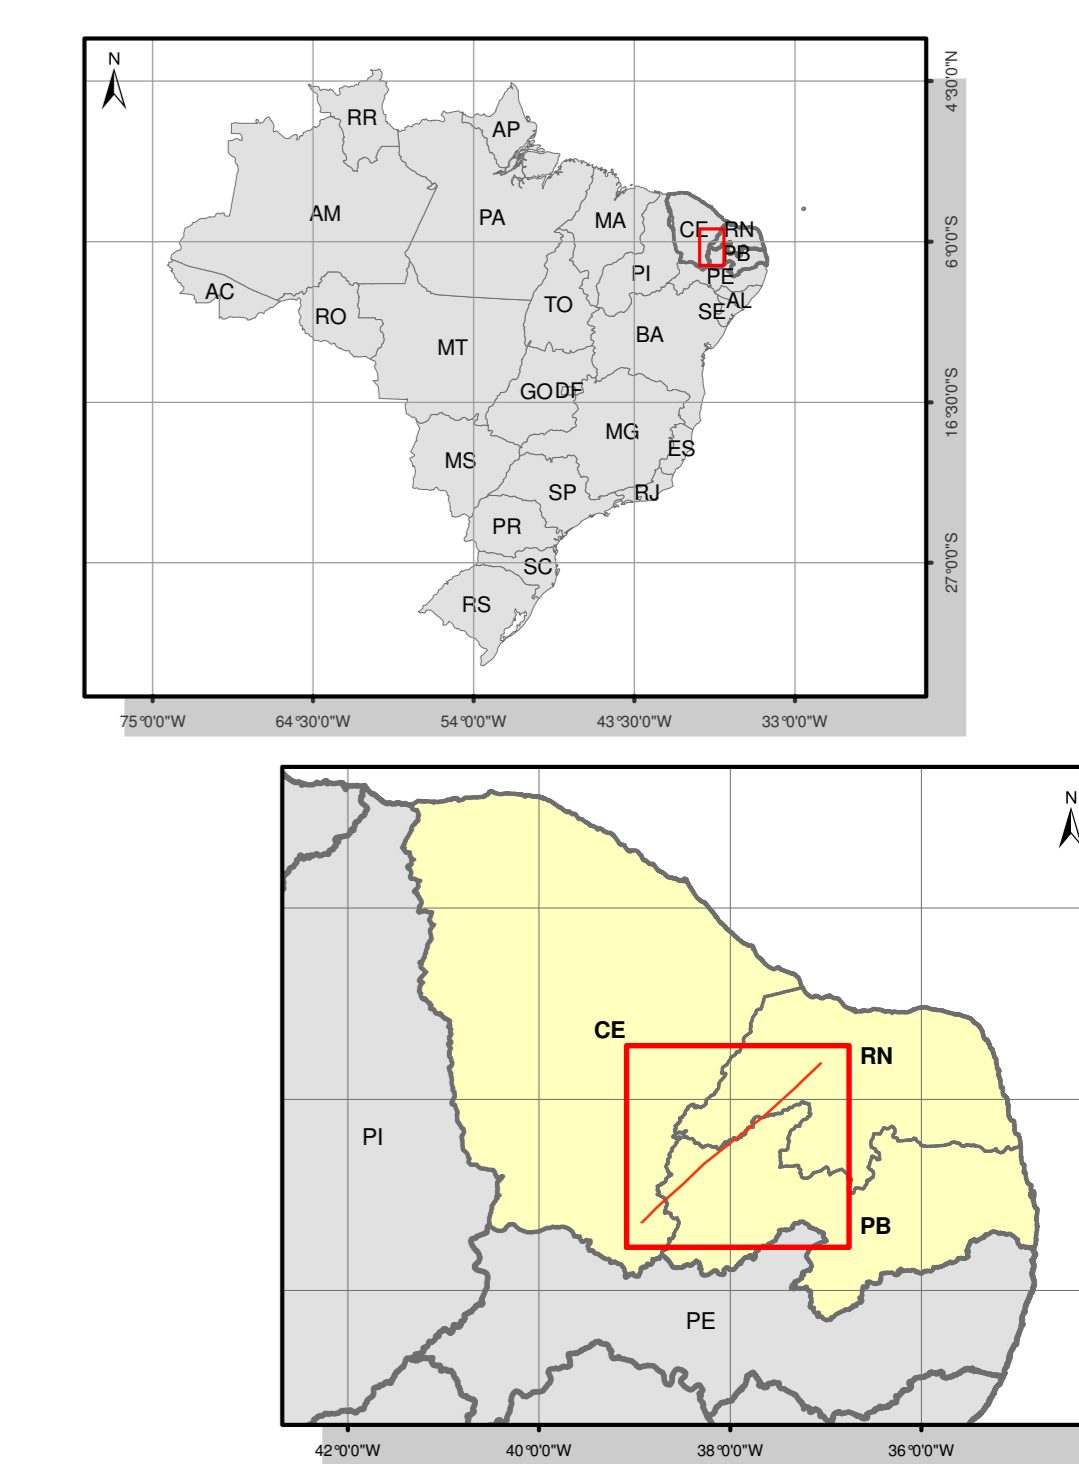 N
4°30'0"N
RR
AP
AM
PA
MA
CE
RN
6°0'0"S
PB
PI
PE
AC
AL
TO
SE
RO
BA
MT
GO DF
16°30'0"S
MG
ES
MS
SP
RJ
PR
SC
27°0'0"S
RS
75°0'0"W 64°30'0"W 54°0'0"W 43°30'0"W 33°0'0"W
N
CE
RN
PI
PB
PE
42°0'0"W 40°0'0"W 38°0'0"W 36°0'0"W